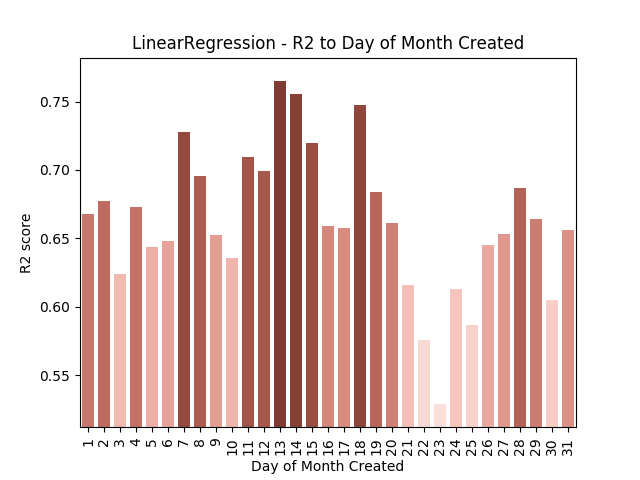 LinearRegression - R2 to Day of Month Created
R2 score
0.75
0.70
0.65
0.60
0.55
1 2 3 4 5 6 7 8 9 10 11 12 13 14 15 16 17 18 19 20 21 22 23 24 25 26 27 28 29 30 31
Day of Month Created